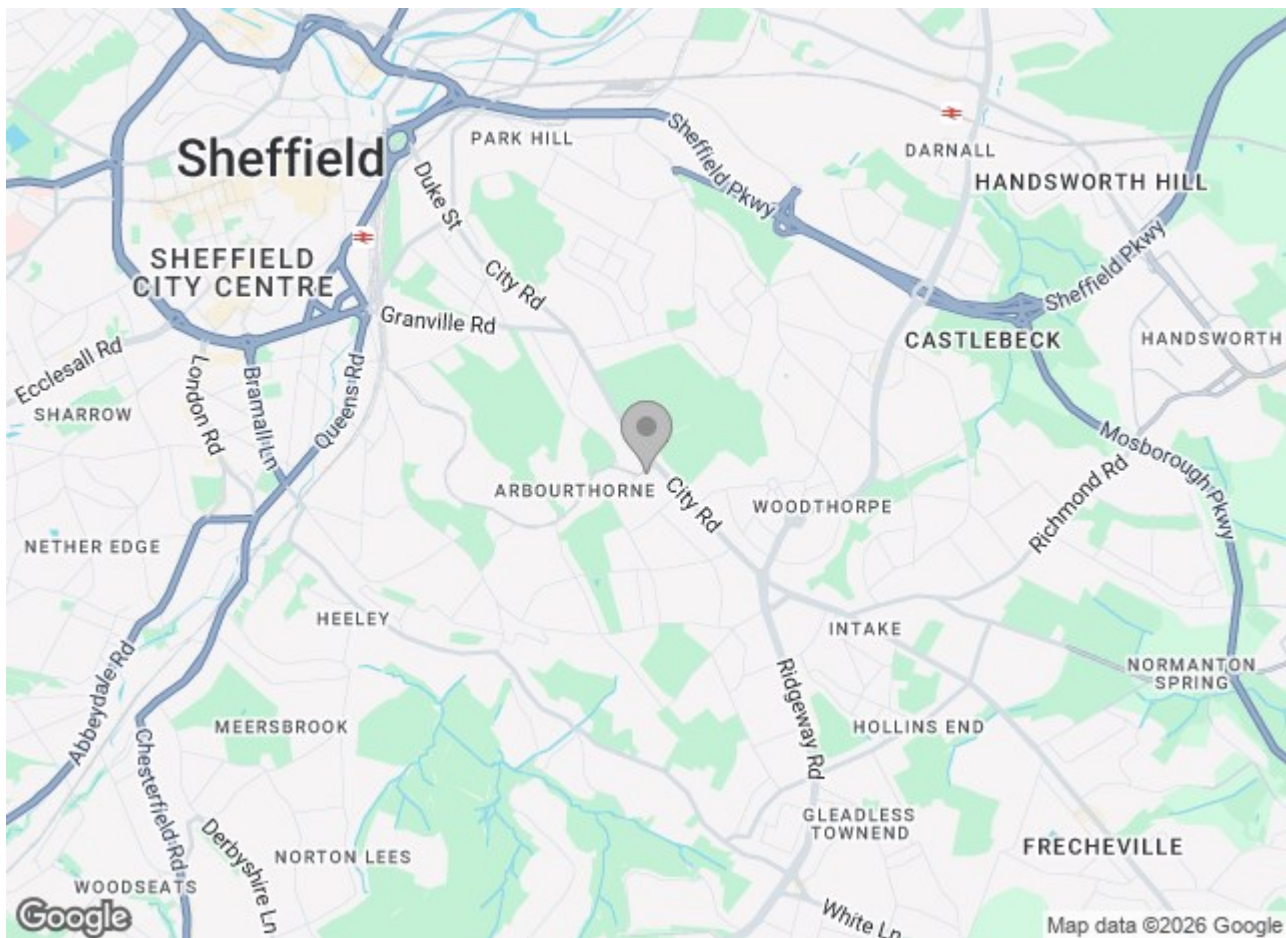 PARK HILL
Sheffield
Sheffield Pkwy
DARNALL
HANDSWORTH HILL
Duke St
Sheffield Pkwy
SHEFFIELD
CITY CENTRE
City Rd
Sheffield Pkwy
Granville Rd
CASTLEBECK
HANDSWORTH
Ecclesall Rd
London Rd
Bramall Ln
Queens Rd
SHARROW
Mosborough Pkwy
Richmond Rd
ARBOURTHORNE
City Rd
WOODTHORPE
NETHER EDGE
HEELEY
INTAKE
Abbeydale Rd
NORMANTON
SPRING
MEERSBROOK
Ridgeway Rd
HOLLINS END
Chesterfield Rd
GLEADLESS
TOWNEND
Derbyshire Ln
NORTON LEES
FRECHEVILLE
WOODSEATS
White Ln
Google
Map data ©2026 Google